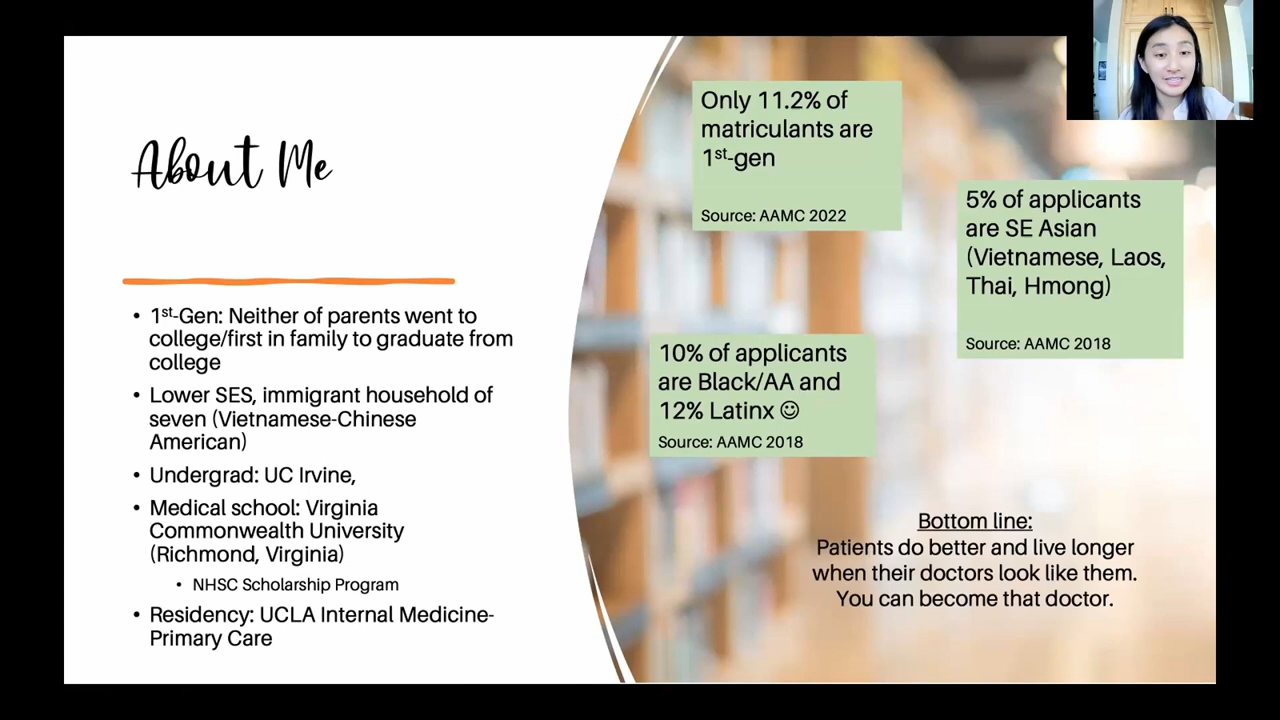 About Me
• 1st-Gen: Neither of parents went to
college/first in family to graduate from
college
• Lower SES, immigrant household of
seven (Vietnamese-Chinese
American)
• Undergrad: UC Irvine,
• Medical school: Virginia
Commonwealth University
(Richmond, Virginia)
• NHSC Scholarship Program
• Residency: UCLA Internal Medicine-
Primary Care
Only 11.2% of
matriculants are
1st-gen
Source: AAMC 2022
5% of applicants
are SE Asian
(Vietnamese, Laos,
Thai, Hmong)
Source: AAMC 2018
10% of applicants
are Black/AA and
12% Latinx ☺
Source: AAMC 2018
Bottom line:
Patients do better and live longer
when their doctors look like them.
You can become that doctor.